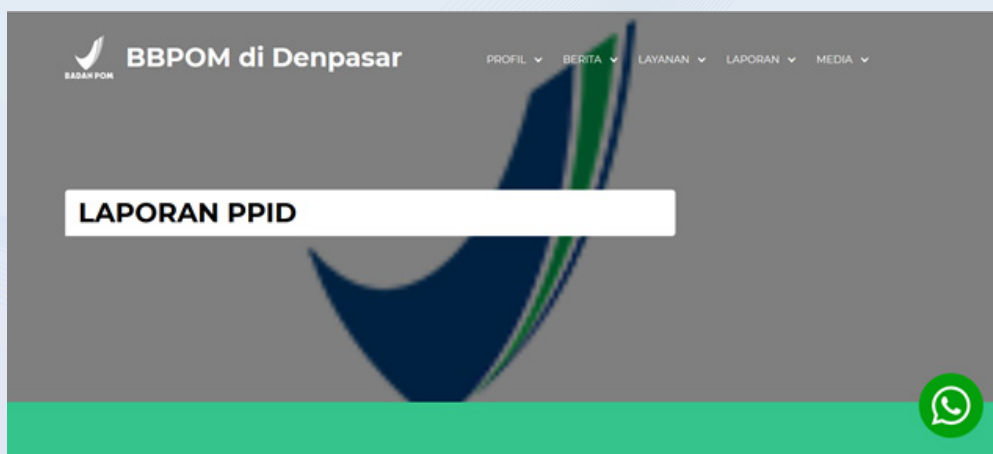 BADAN POM
BBPOM di Denpasar
PROFIL
BERITA
LAYANAN
LAPORAN
MEDIA
LAPORAN PPID